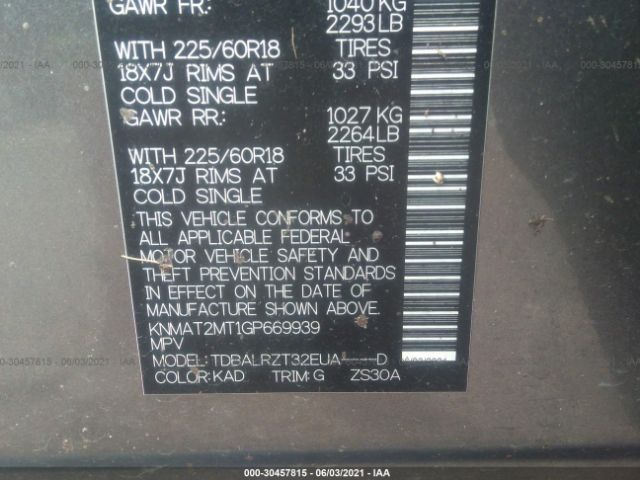 GAWR FR: 1040 KG
2293 LB
WITH 225/60R18 TIRES
18X7J RIMS AT 33 PSI
COLD SINGLE
GAWR RR: 1027 KG
2264 LB
WITH 225/60R18 TIRES
18X7J RIMS AT 33 PSI
COLD SINGLE
THIS VEHICLE CONFORMS TO
ALL APPLICABLE FEDERAL
MOTOR VEHICLE SAFETY AND
THEFT PREVENTION STANDARDS
IN EFFECT ON THE DATE OF
MANUFACTURE SHOWN ABOVE.
KNMAT2MT1GP669939
MPV
MODEL: TDBALRZT32EUA-----D
COLOR: KAD TRIM: G ZS30A
000-30457815 - 06/03/2021 - IAA